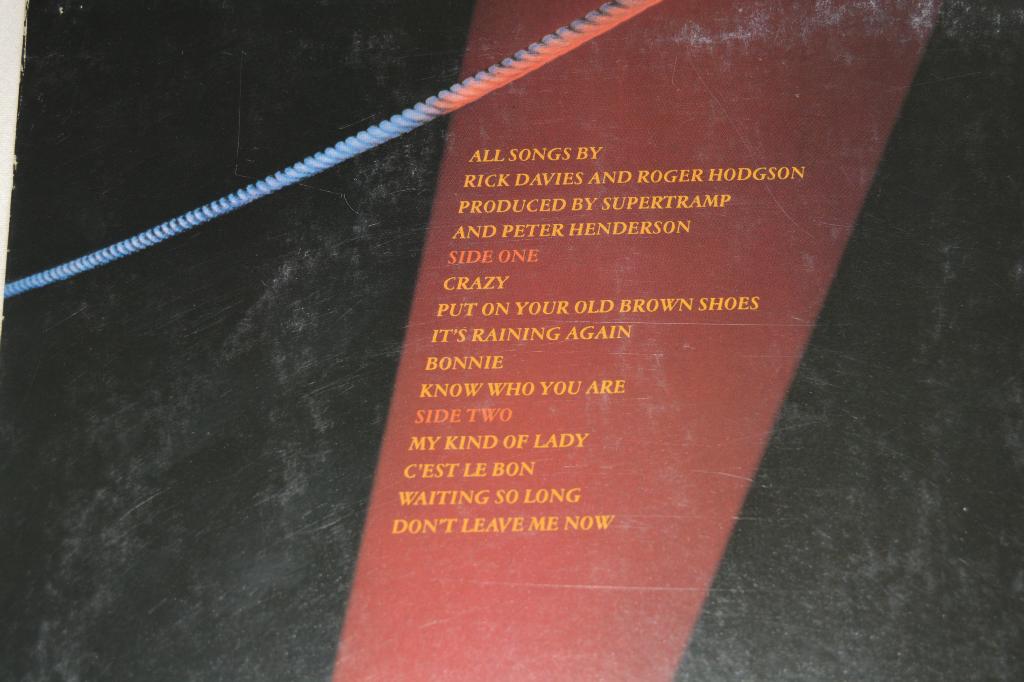 ALL SONGS BY
RICK DAVIES AND ROGER HODGSON
PRODUCED BY SUPERTRAMP
AND PETER HENDERSON
SIDE ONE
CRAZY
PUT ON YOUR OLD BROWN SHOES
IT'S RAINING AGAIN
BONNIE
KNOW WHO YOU ARE
SIDE TWO
MY KIND OF LADY
C'EST LE BON
WAITING SO LONG
DON'T LEAVE ME NOW